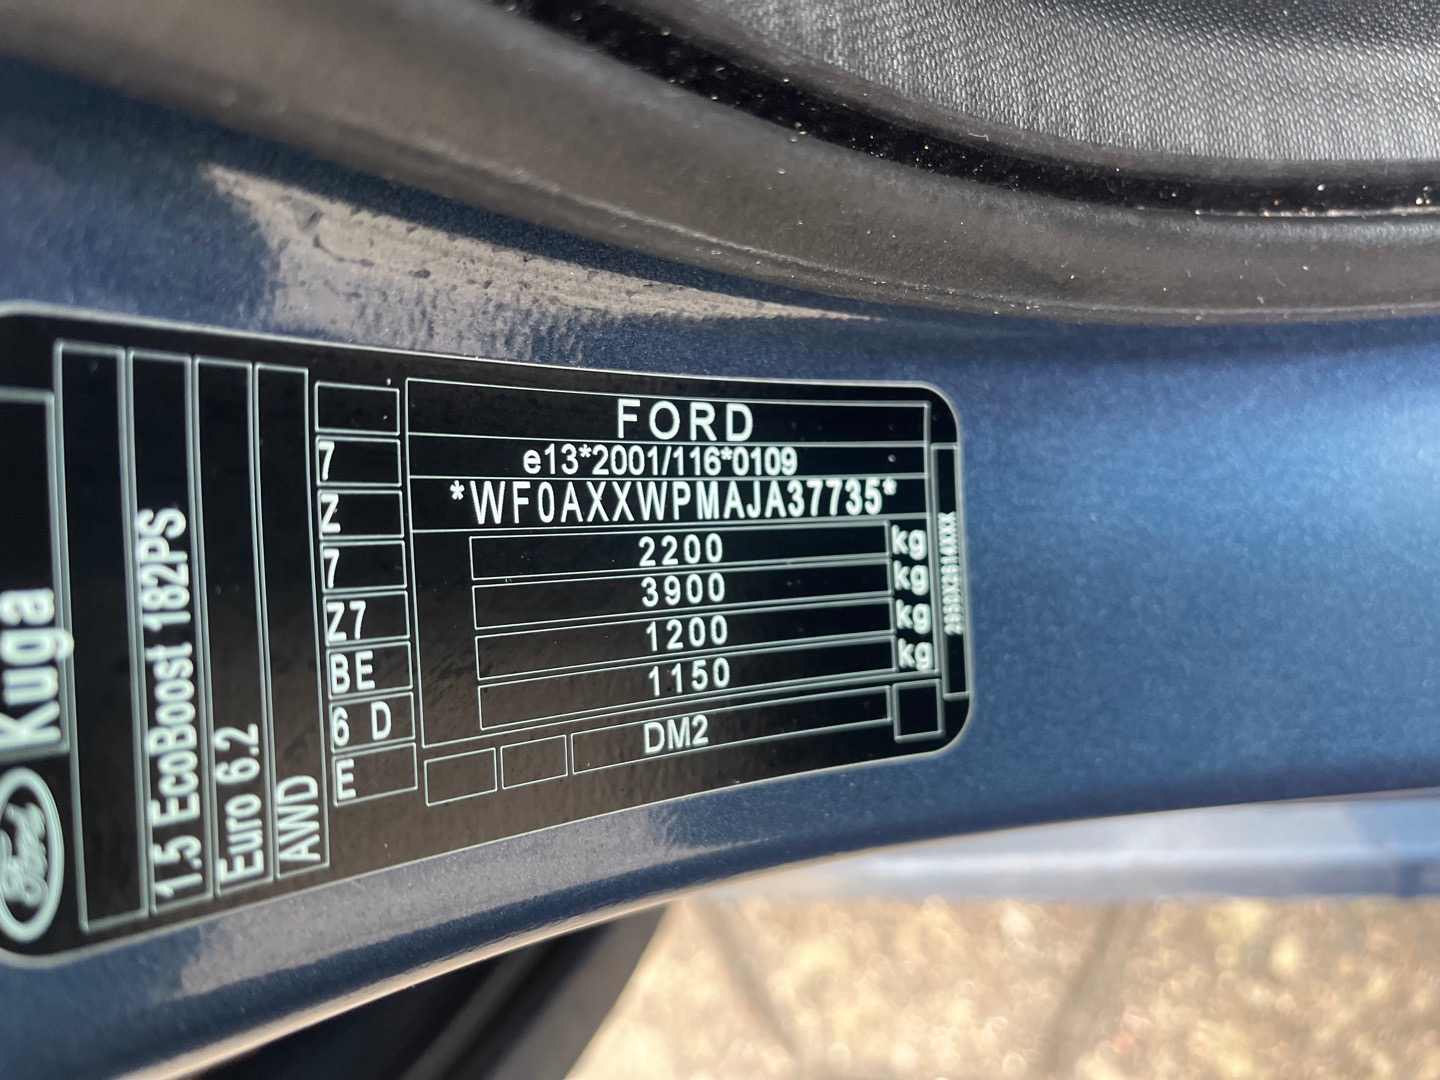 FORD
e13*2001/116*0109
*WF0AXXWPMAJA37735*
2200 kg
3900 kg
1200 kg
1150 kg
DM2
7
Z
7
Z7
BE
6 D
E
Ford Kuga
1.5 EcoBoost 182PS
Euro 6.2
AWD